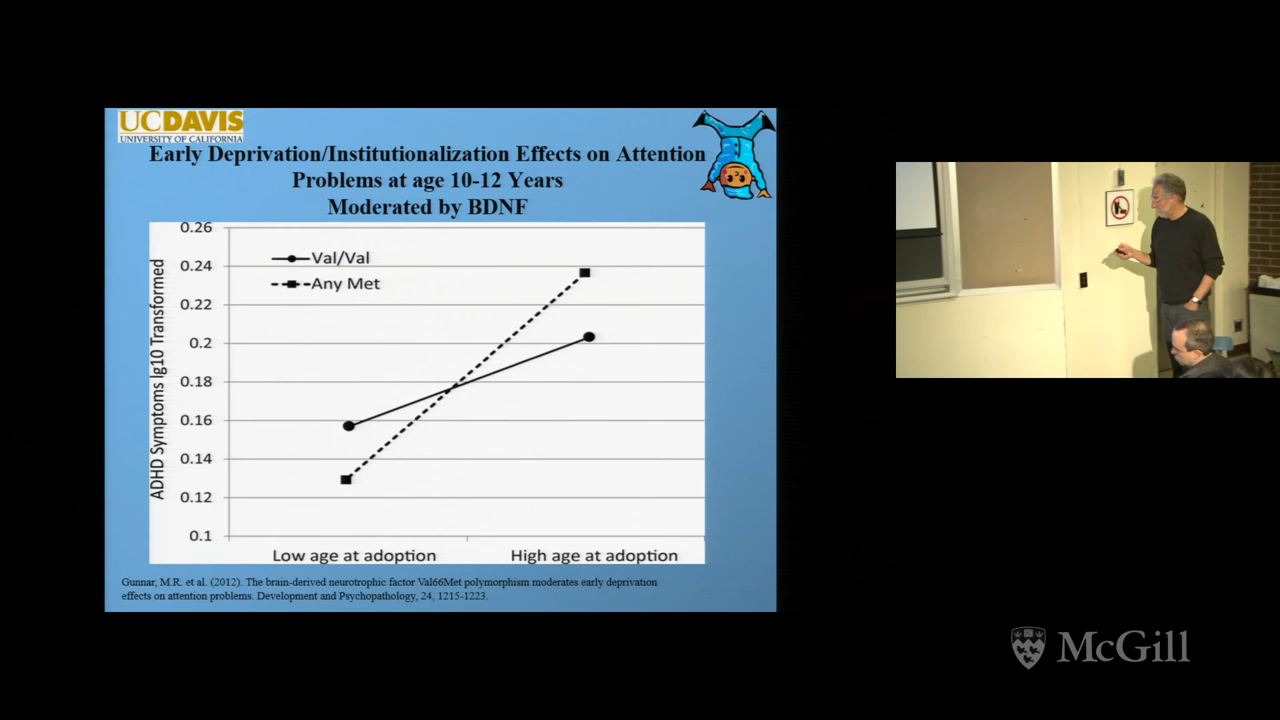 UCDAVIS
UNIVERSITY OF CALIFORNIA
Early Deprivation/Institutionalization Effects on Attention
Problems at age 10-12 Years
Moderated by BDNF
ADHD Symptoms lg10 Transformed
0.26
0.24
0.22
0.2
0.18
0.16
0.14
0.12
0.1
Val/Val
Any Met
Low age at adoption
High age at adoption
Gunnar, M.R. et al. (2012). The brain-derived neurotrophic factor Val66Met polymorphism moderates early deprivation
effects on attention problems. Development and Psychopathology, 24, 1215-1223.
McGill